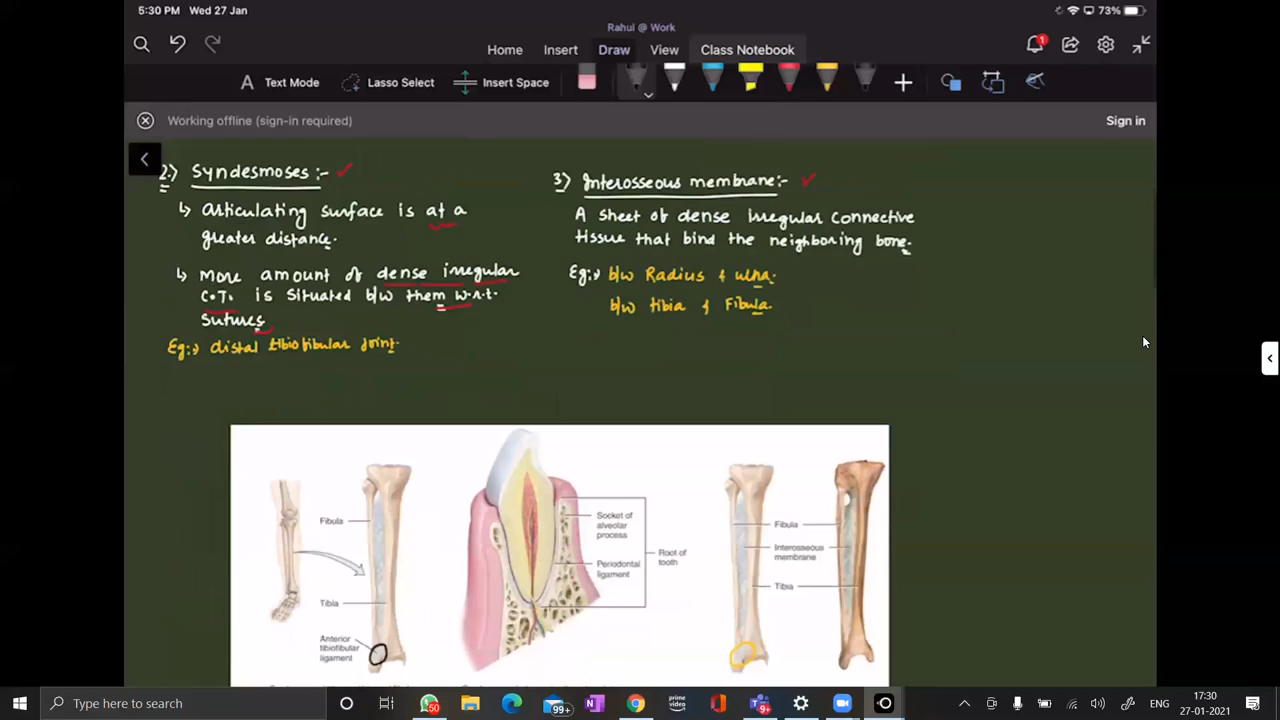 5:30 PM Wed 27 Jan
73%
Rahul @ Work
Home Insert Draw View Class Notebook
1
Text Mode Lasso Select Insert Space
Working offline (sign-in required) Sign in
2.) Syndesmoses :-
↳ Articulating surface is at a
greater distance.
↳ More amount of dense irregular
C.T. is situated b/w them w.r.t.
Sutures
Eg:→ distal tibiofibular joint.
3) Interosseous membrane:-
A sheet of dense irregular connective
tissue that bind the neighboring bone.
Eg:→ b/w Radius & ulna.
b/w tibia & Fibula.
Fibula
Tibia
Anterior
tibiofibular
ligament
Socket of
alveolar
process
Periodontal
ligament
Root of
tooth
Fibula
Interosseous
membrane
Tibia
Type here to search
50
99+
9+
ENG
17:30
27-01-2021